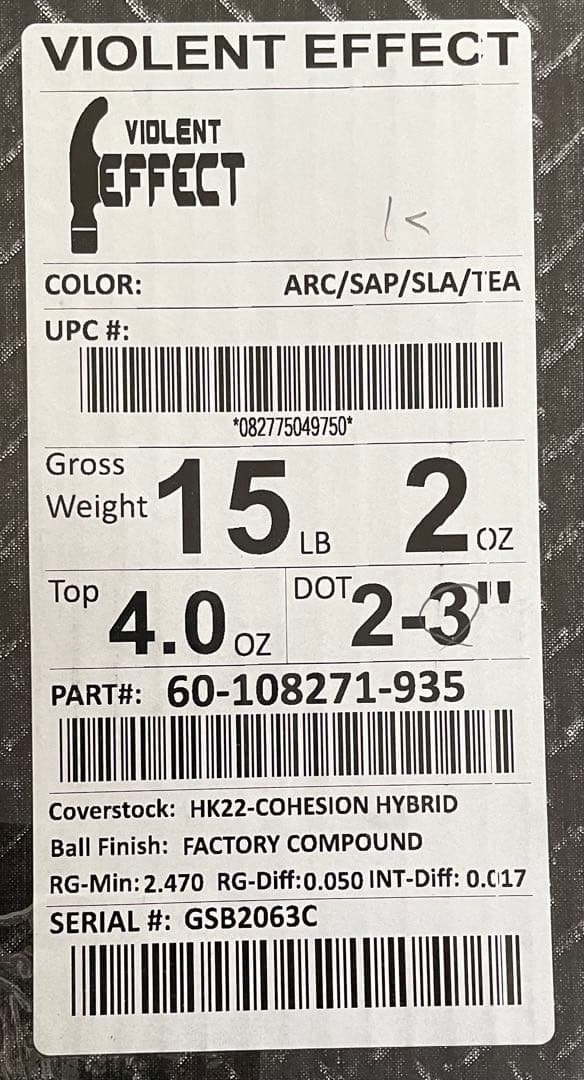 VIOLENT EFFECT
VIOLENT
EFFECT
K
COLOR: ARC/SAP/SLA/TEA
UPC #:
*082775049750*
Gross Weight 15 LB 2 OZ
Top 4.0 OZ DOT 2-3"
PART#: 60-108271-935
Coverstock: HK22-COHESION HYBRID
Ball Finish: FACTORY COMPOUND
RG-Min: 2.470 RG-Diff: 0.050 INT-Diff: 0.017
SERIAL #: GSB2063C